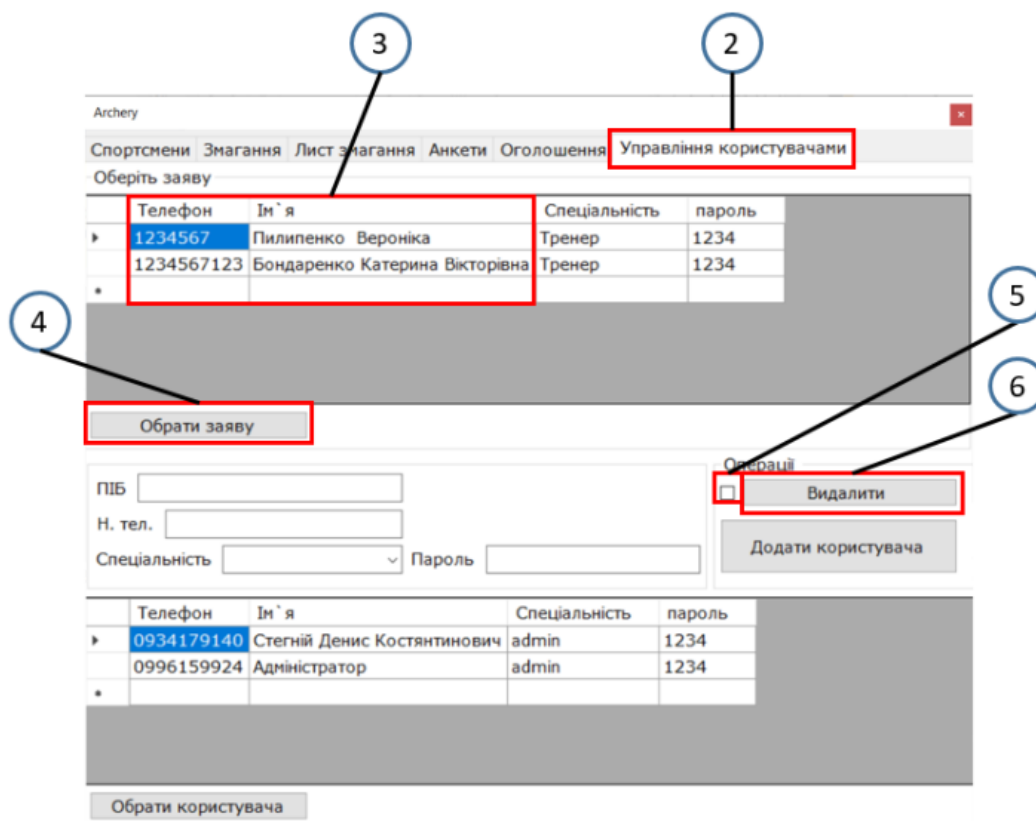 3 2
Archery
Спортсмени Змагання Лист змагання Анкети Оголошення Управління користувачами
Оберіть заяву
Телефон Ім`я Спеціальність пароль
1234567 Пилипенко Вероніка Тренер 1234
1234567123 Бондаренко Катерина Вікторівна Тренер 1234
5
4
6
Обрати заяву
Операції
ПІБ Видалити
Н. тел.
Додати користувача
Спеціальність Пароль
Телефон Ім`я Спеціальність пароль
0934179140 Стегній Денис Костянтинович admin 1234
0996159924 Адміністратор admin 1234
Обрати користувача